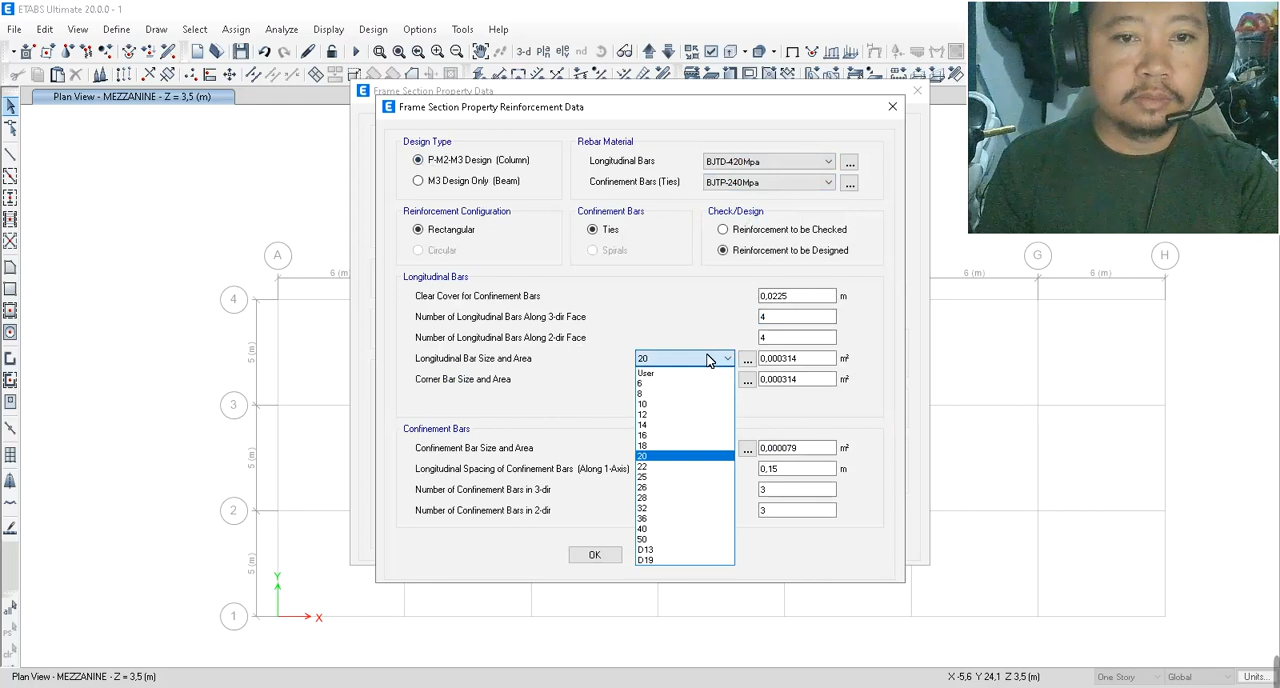 ETABS Ultimate 20.0.0 - 1
File Edit View Define Draw Select Assign Analyze Display Design Options Tools Help
3-d
nd
Plan View - MEZZANINE - Z = 3,5 (m)
Frame Section Property Data
Frame Section Property Reinforcement Data
Design Type
P-M2-M3 Design (Column)
M3 Design Only (Beam)
Rebar Material
Longitudinal Bars BJTD-420Mpa ...
Confinement Bars (Ties) BJTP-240Mpa ...
Reinforcement Configuration
Rectangular
Circular
Confinement Bars
Ties
Spirals
Check/Design
Reinforcement to be Checked
Reinforcement to be Designed
Longitudinal Bars
Clear Cover for Confinement Bars 0,0225 m
Number of Longitudinal Bars Along 3-dir Face 4
Number of Longitudinal Bars Along 2-dir Face 4
Longitudinal Bar Size and Area 20 ... 0,000314 m²
Corner Bar Size and Area ... 0,000314 m²
User
6
8
10
12
14
16
18
20
22
25
26
28
32
36
40
50
D13
D19
Confinement Bars
Confinement Bar Size and Area ... 0,000079 m²
Longitudinal Spacing of Confinement Bars (Along 1-Axis) 0,15 m
Number of Confinement Bars in 3-dir 3
Number of Confinement Bars in 2-dir 3
OK
A G H
6 (m) 6 (m) 6 (m)
4
5 (m)
3
5 (m)
2
5 (m)
1
Y
X
Plan View - MEZZANINE - Z = 3,5 (m) X -5,6 Y 24,1 Z 3,5 (m) One Story Global Units...